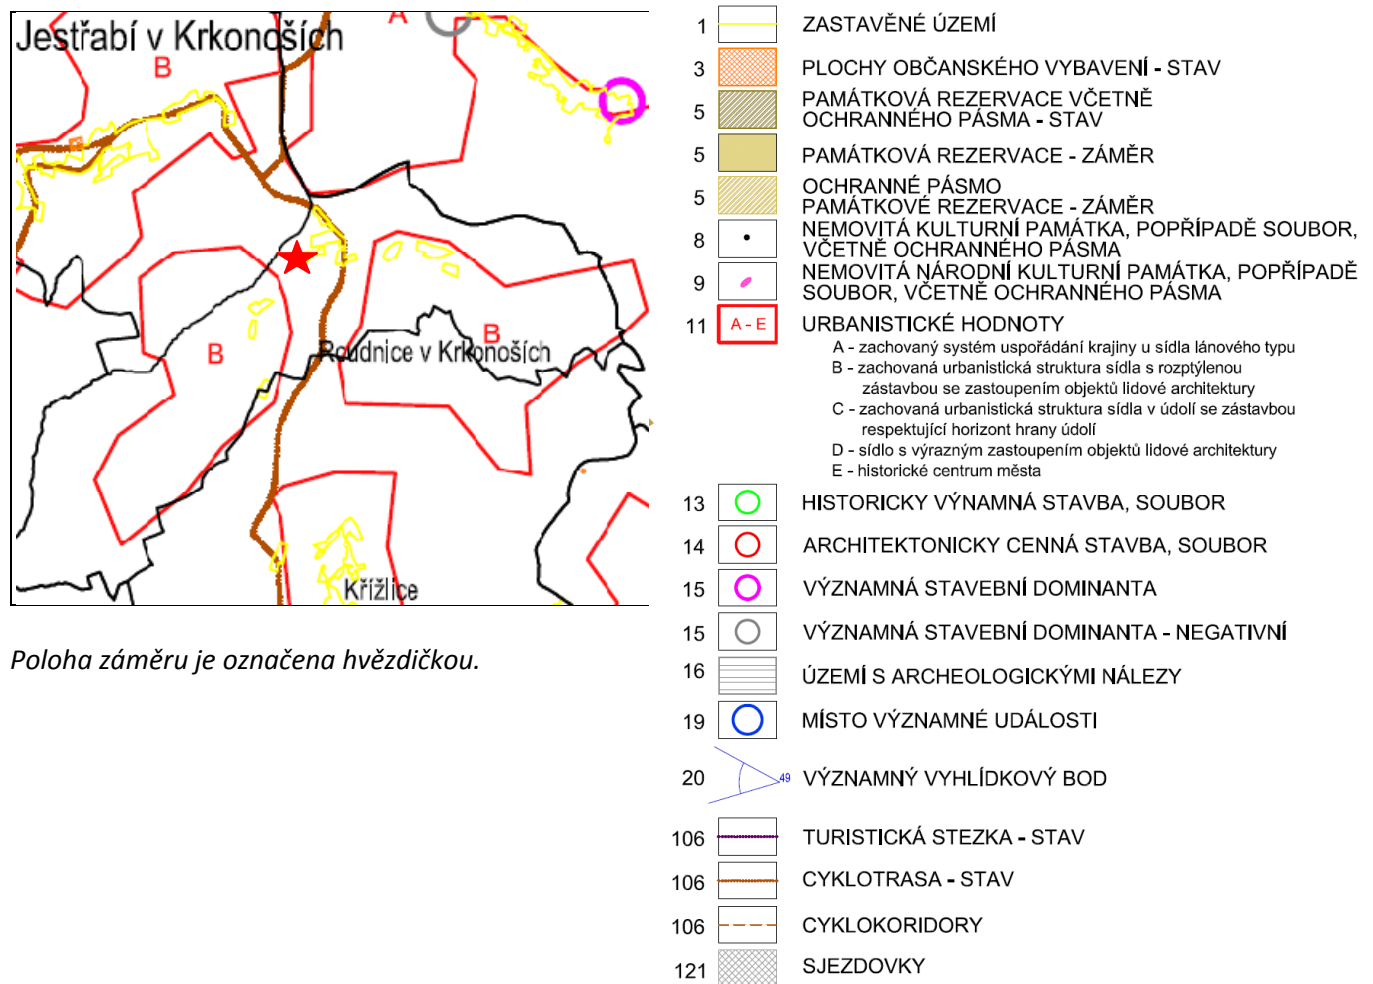 Jestřabí v Krkonoších
A
B
B
B
Roudnice v Krkonoších
Křížlice
Poloha záměru je označena hvězdičkou.
1 ZASTAVĚNÉ ÚZEMÍ
3 PLOCHY OBČANSKÉHO VYBAVENÍ - STAV
5 PAMÁTKOVÁ REZERVACE VČETNĚ
OCHRANNÉHO PÁSMA - STAV
5 PAMÁTKOVÁ REZERVACE - ZÁMĚR
5 OCHRANNÉ PÁSMO
PAMÁTKOVÉ REZERVACE - ZÁMĚR
8 NEMOVITÁ KULTURNÍ PAMÁTKA, POPŘÍPADĚ SOUBOR,
VČETNĚ OCHRANNÉHO PÁSMA
9 NEMOVITÁ NÁRODNÍ KULTURNÍ PAMÁTKA, POPŘÍPADĚ
SOUBOR, VČETNĚ OCHRANNÉHO PÁSMA
11 A - E URBANISTICKÉ HODNOTY
A - zachovaný systém uspořádání krajiny u sídla lánového typu
B - zachovaná urbanistická struktura sídla s rozptýlenou
zástavbou se zastoupením objektů lidové architektury
C - zachovaná urbanistická struktura sídla v údolí se zástavbou
respektující horizont hrany údolí
D - sídlo s výrazným zastoupením objektů lidové architektury
E - historické centrum města
13 HISTORICKY VÝNAMNÁ STAVBA, SOUBOR
14 ARCHITEKTONICKY CENNÁ STAVBA, SOUBOR
15 VÝZNAMNÁ STAVEBNÍ DOMINANTA
15 VÝZNAMNÁ STAVEBNÍ DOMINANTA - NEGATIVNÍ
16 ÚZEMÍ S ARCHEOLOGICKÝMI NÁLEZY
19 MÍSTO VÝZNAMNÉ UDÁLOSTI
20 49 VÝZNAMNÝ VYHLÍDKOVÝ BOD
106 TURISTICKÁ STEZKA - STAV
106 CYKLOTRASA - STAV
106 CYKLOKORIDORY
121 SJEZDOVKY